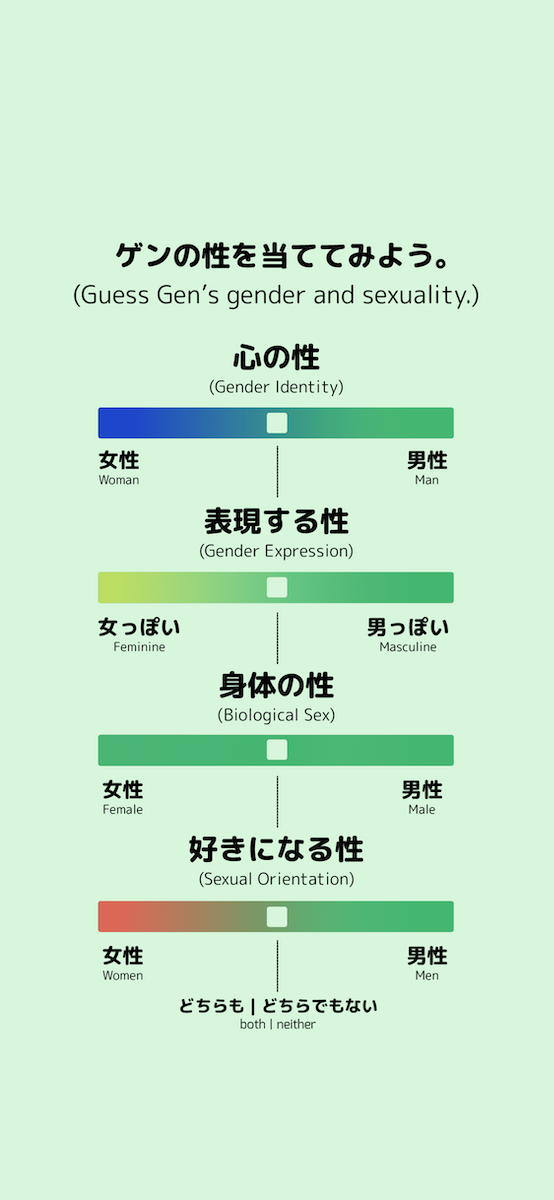 ゲンの性を当ててみよう。
(Guess Gen’s gender and sexuality.)
心の性
(Gender Identity)
女性 男性
Woman Man
表現する性
(Gender Expression)
女っぽい 男っぽい
Feminine Masculine
身体の性
(Biological Sex)
女性 男性
Female Male
好きになる性
(Sexual Orientation)
女性 男性
Women Men
どちらも | どちらでもない
both | neither